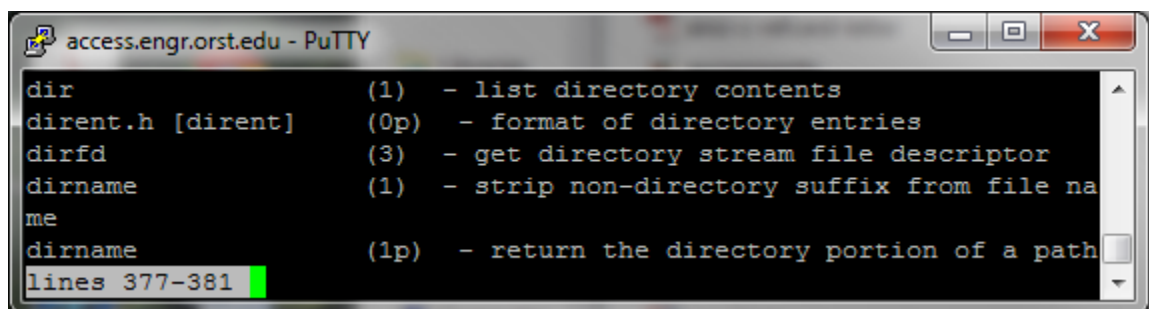 access.engr.orst.edu - PuTTY
dir (1) - list directory contents
dirent.h [dirent] (0p) - format of directory entries
dirfd (3) - get directory stream file descriptor
dirname (1) - strip non-directory suffix from file na
me
dirname (1p) - return the directory portion of a path
lines 377-381